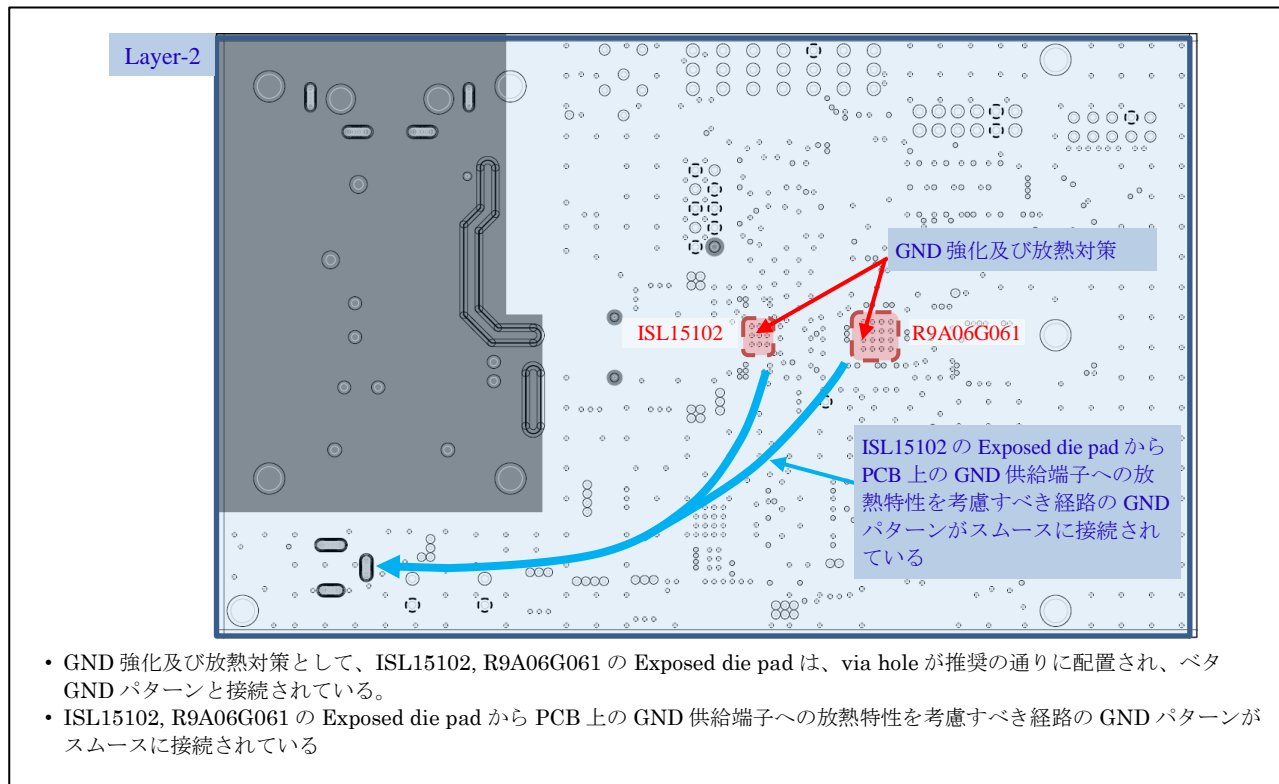 Layer-2
GND 強化及び放熱対策
ISL15102
R9A06G061
ISL15102 の Exposed die pad から
PCB 上の GND 供給端子への放
熱特性を考慮すべき経路の GND
パターンがスムースに接続され
ている
• GND 強化及び放熱対策として、ISL15102, R9A06G061 の Exposed die pad は、via hole が推奨の通りに配置され、ベタ
GND パターンと接続されている。
• ISL15102, R9A06G061 の Exposed die pad から PCB 上の GND 供給端子への放熱特性を考慮すべき経路の GND パターンが
スムースに接続されている